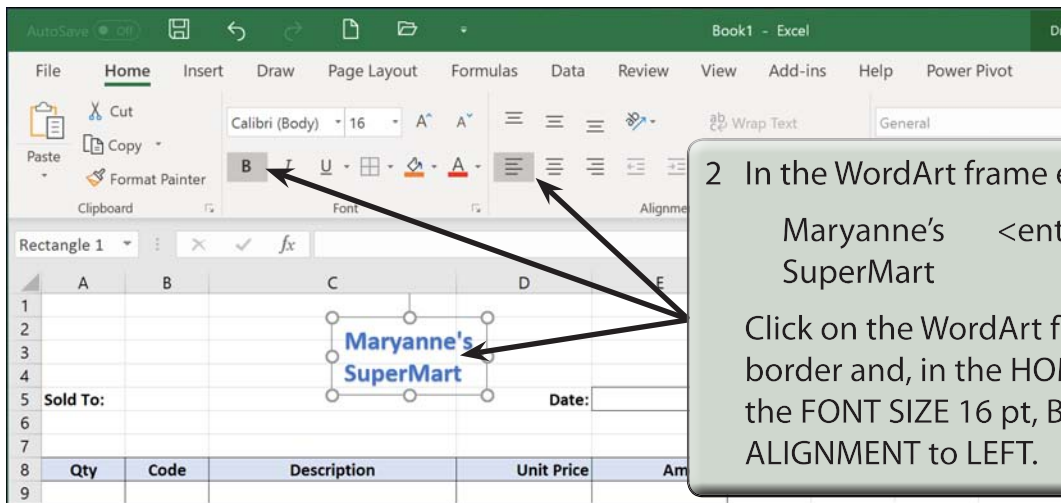 AutoSave Off Book1 - Excel
File Home Insert Draw Page Layout Formulas Data Review View Add-ins Help Power Pivot
Cut
Calibri (Body) 16 A^ A˅ ab Wrap Text General
Copy
Paste
B I U A
Format Painter
Clipboard Font
Rectangle 1 fx
A B C D E
1
2
3
4
5 Sold To: Date:
6
7
8 Qty Code Description Unit Price Am
9
Maryanne's
SuperMart
2 In the WordArt frame e
Maryanne's <ent
SuperMart
Click on the WordArt f
border and, in the HO
the FONT SIZE 16 pt, B
ALIGNMENT to LEFT.